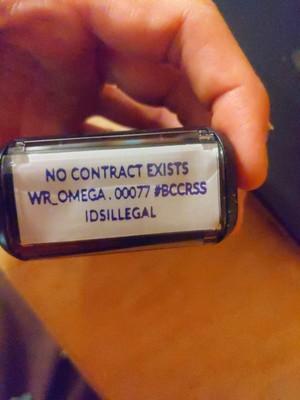 NO CONTRACT EXISTS
WR_OMEGA.00077 #BCCRSS
IDSILLEGAL